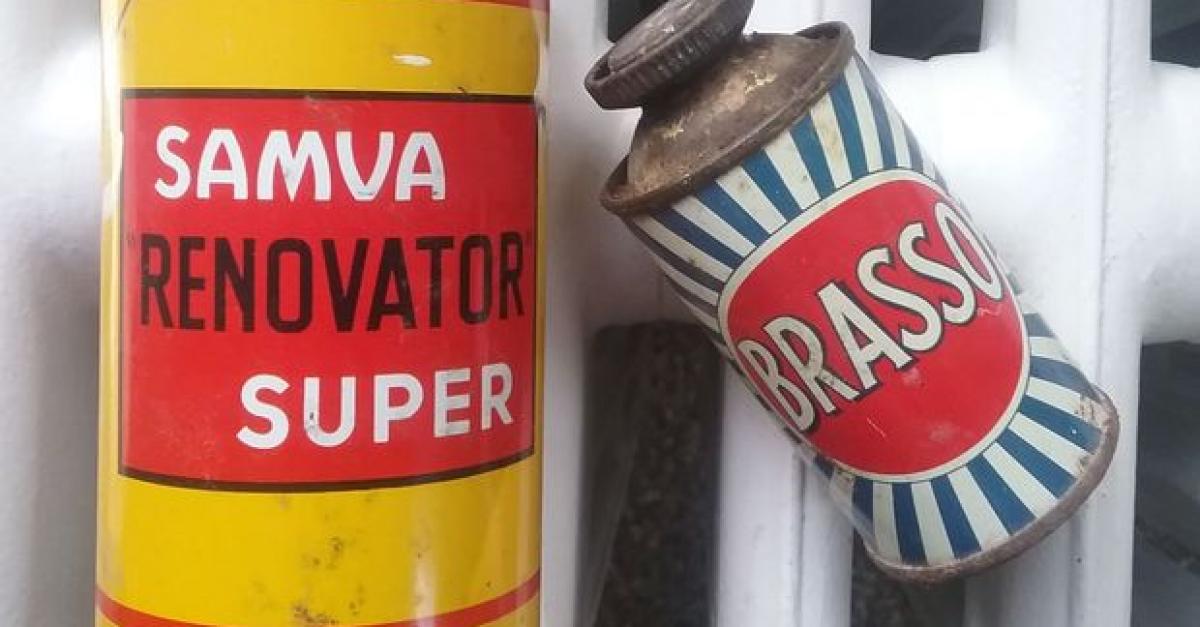 SAMVA
"RENOVATOR"
SUPER
BRASSO